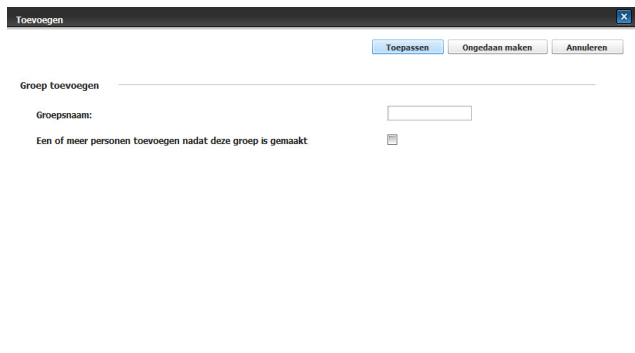 Toevoegen
Toepassen Ongedaan maken Annuleren
Groep toevoegen
Groepsnaam:
Een of meer personen toevoegen nadat deze groep is gemaakt